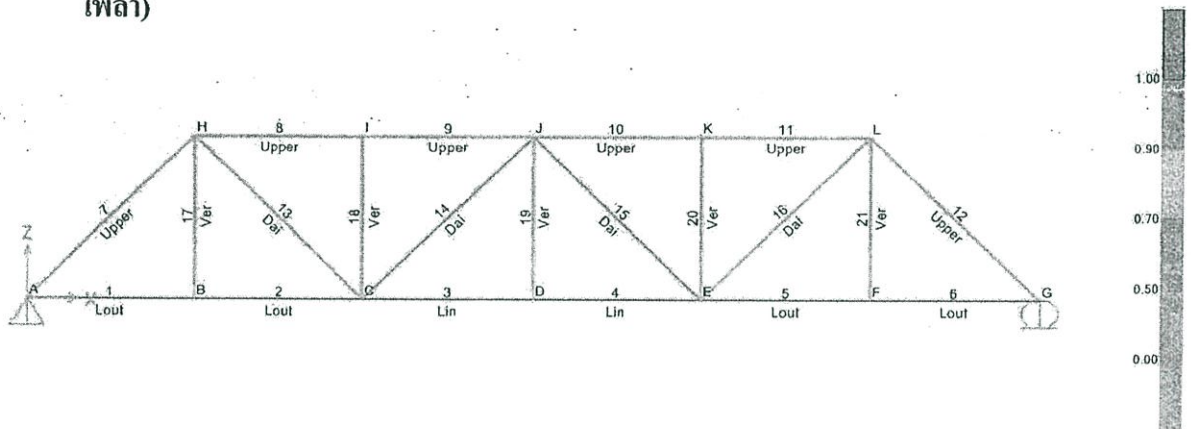 เพลา)
1.00
H 8 I 9 J 10 K 11 L
Upper Upper Upper Upper
0.90
7 17 13 18 14 19 15 20 16 21 12
Upper Ver Dai Ver Dai Ver Dai Ver Dai Ver Upper
0.70
Z
A X 1 B 2 C 3 D 4 E 5 F 6 G
0.50
Lout Lout Lin Lin Lout Lout
0.00